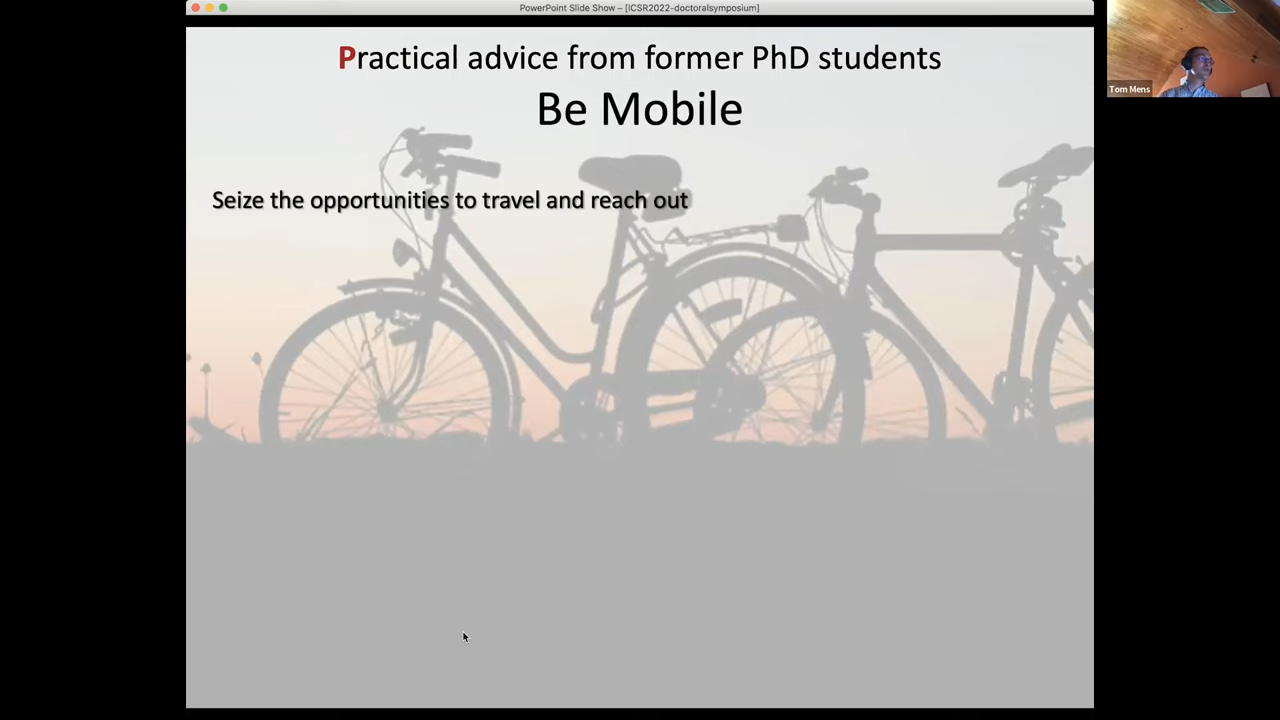 PowerPoint Slide Show – [ICSR2022-doctoralsymposium]
Practical advice from former PhD students
Be Mobile
Seize the opportunities to travel and reach out
Tom Mens